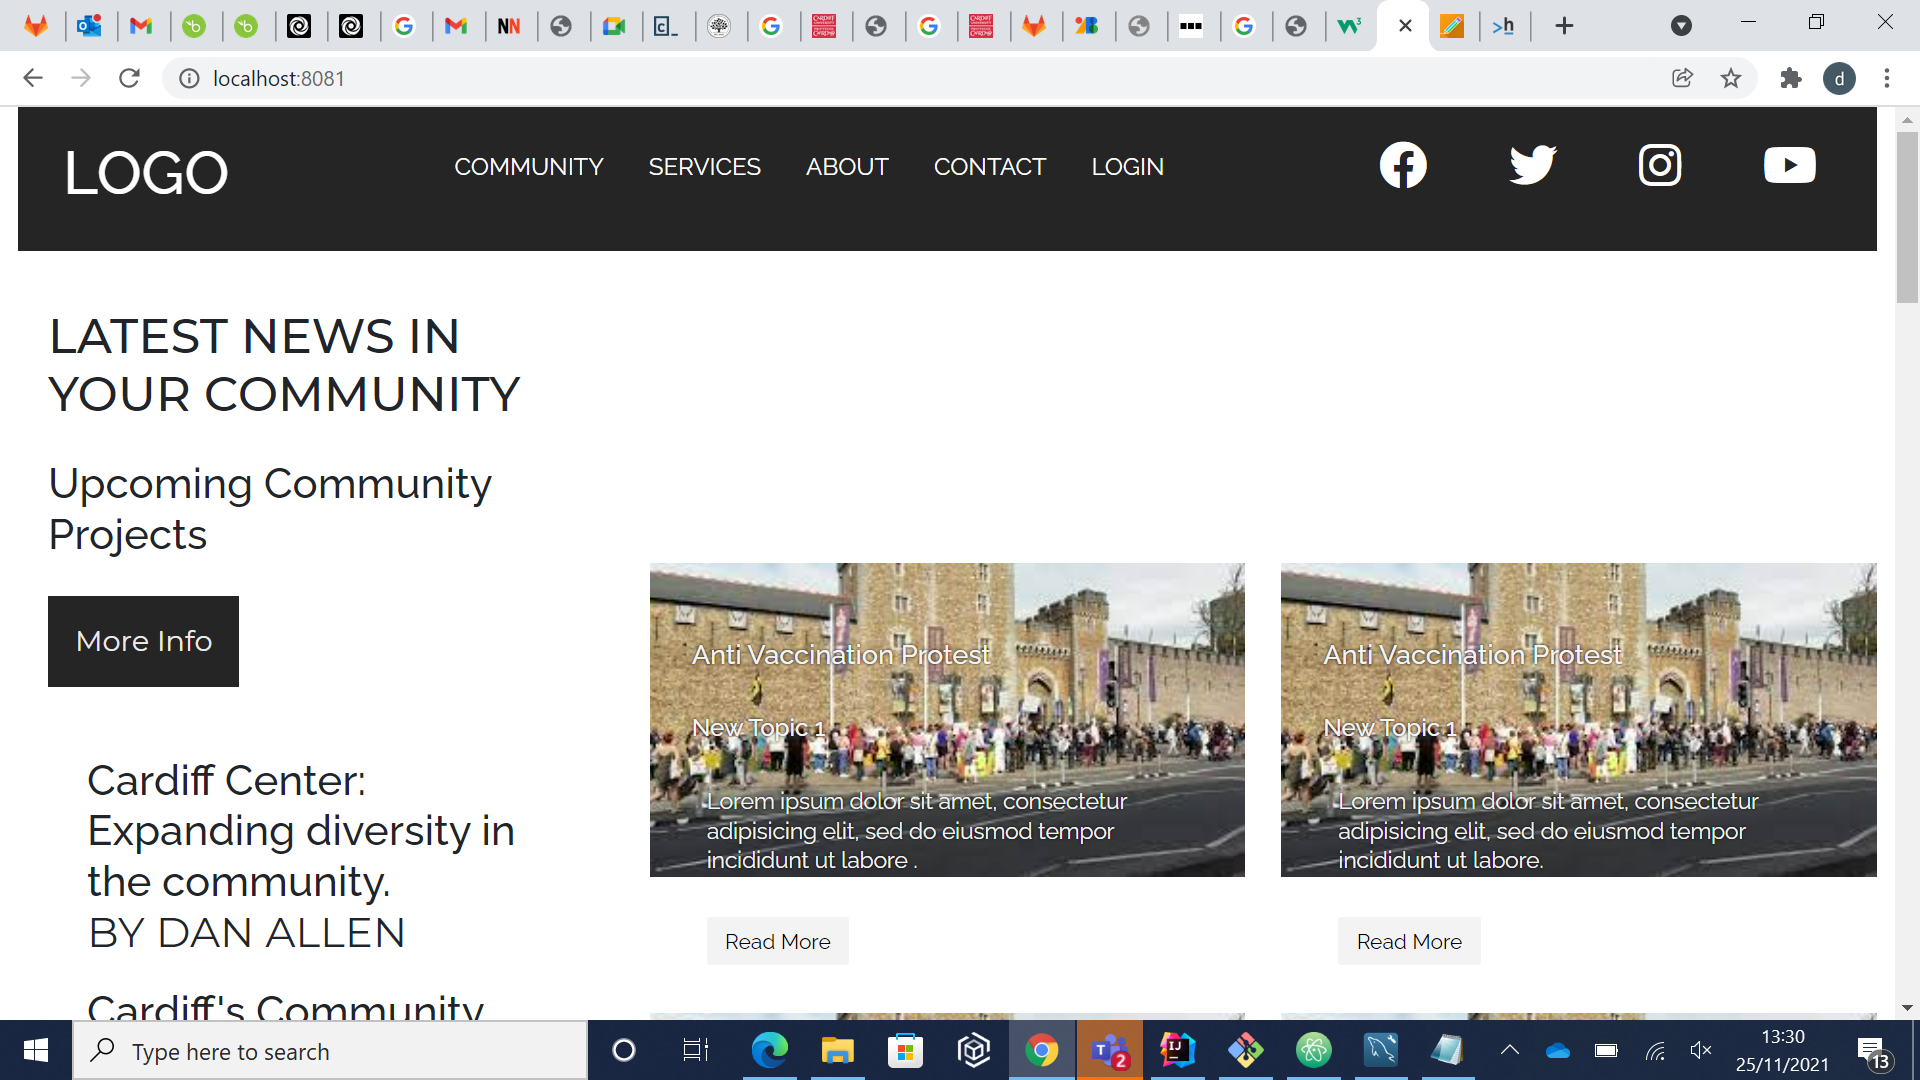 localhost:8081
d
LOGO
COMMUNITY
SERVICES
ABOUT
CONTACT
LOGIN
LATEST NEWS IN
YOUR COMMUNITY
Upcoming Community
Projects
More Info
Cardiff Center:
Expanding diversity in
the community.
BY DAN ALLEN
Cardiff's Community
Anti Vaccination Protest
New Topic 1
Lorem ipsum dolor sit amet, consectetur
adipisicing elit, sed do eiusmod tempor
incididunt ut labore .
Read More
Anti Vaccination Protest
New Topic 1
Lorem ipsum dolor sit amet, consectetur
adipisicing elit, sed do eiusmod tempor
incididunt ut labore.
Read More
Type here to search
2
13:30
25/11/2021
13